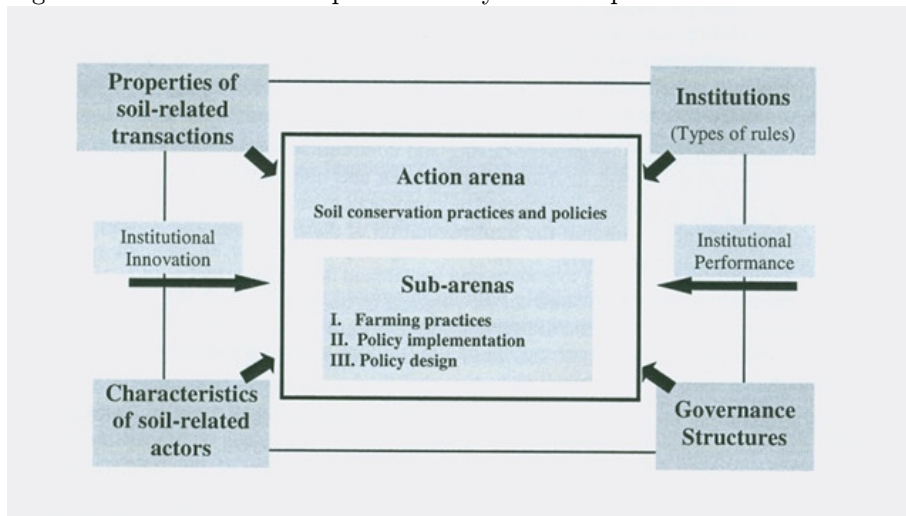 Properties of
soil-related
transactions
Institutions
(Types of rules)
Action arena
Soil conservation practices and policies
Institutional
Innovation
Institutional
Performance
Sub-arenas
I. Farming practices
II. Policy implementation
III. Policy design
Characteristics
of soil-related
actors
Governance
Structures